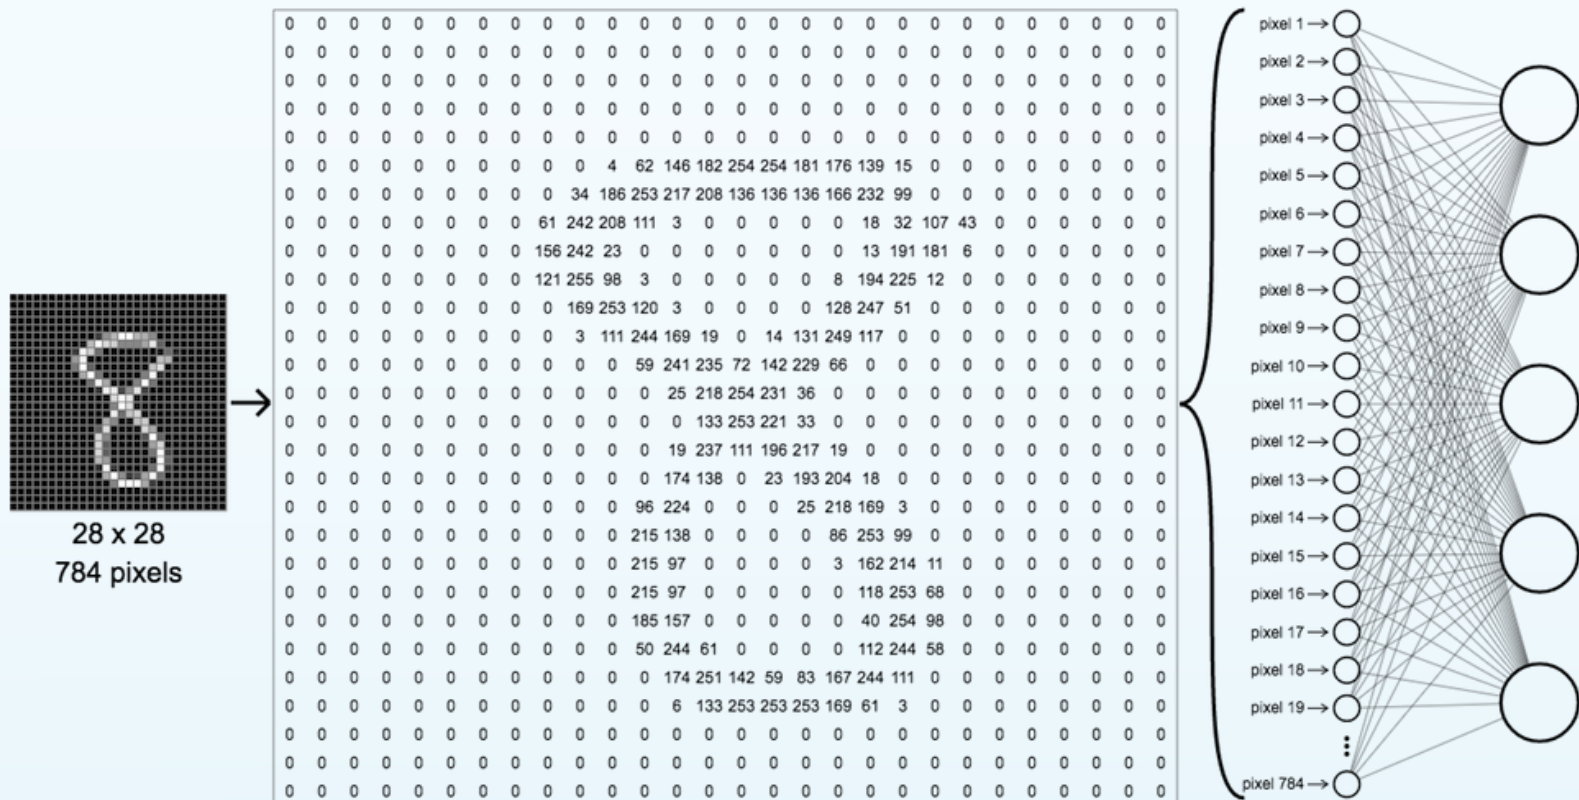 28 x 28
784 pixels
0 0 0 0 0 0 0 0 0 0 0 0 0 0 0 0 0 0 0 0 0 0 0 0 0 0 0 0
0 0 0 0 0 0 0 0 0 0 0 0 0 0 0 0 0 0 0 0 0 0 0 0 0 0 0 0
0 0 0 0 0 0 0 0 0 0 0 0 0 0 0 0 0 0 0 0 0 0 0 0 0 0 0 0
0 0 0 0 0 0 0 0 0 0 0 0 0 0 0 0 0 0 0 0 0 0 0 0 0 0 0 0
0 0 0 0 0 0 0 0 0 0 0 0 0 0 0 0 0 0 0 0 0 0 0 0 0 0 0 0
0 0 0 0 0 0 0 0 0 0 4 62 146 182 254 254 181 176 139 15 0 0 0 0 0 0 0 0
0 0 0 0 0 0 0 0 0 34 186 253 217 208 136 136 136 166 232 99 0 0 0 0 0 0 0 0
0 0 0 0 0 0 0 0 61 242 208 111 3 0 0 0 0 0 18 32 107 43 0 0 0 0 0 0
0 0 0 0 0 0 0 0 156 242 23 0 0 0 0 0 0 0 13 191 181 6 0 0 0 0 0 0
0 0 0 0 0 0 0 0 121 255 98 3 0 0 0 0 0 8 194 225 12 0 0 0 0 0 0 0
0 0 0 0 0 0 0 0 0 169 253 120 3 0 0 0 0 128 247 51 0 0 0 0 0 0 0 0
0 0 0 0 0 0 0 0 0 3 111 244 169 19 0 14 131 249 117 0 0 0 0 0 0 0 0 0
0 0 0 0 0 0 0 0 0 0 0 59 241 235 72 142 229 66 0 0 0 0 0 0 0 0 0 0
0 0 0 0 0 0 0 0 0 0 0 0 25 218 254 231 36 0 0 0 0 0 0 0 0 0 0 0
0 0 0 0 0 0 0 0 0 0 0 0 0 133 253 221 33 0 0 0 0 0 0 0 0 0 0 0
0 0 0 0 0 0 0 0 0 0 0 0 19 237 111 196 217 19 0 0 0 0 0 0 0 0 0 0
0 0 0 0 0 0 0 0 0 0 0 0 174 138 0 23 193 204 18 0 0 0 0 0 0 0 0 0
0 0 0 0 0 0 0 0 0 0 0 96 224 0 0 0 25 218 169 3 0 0 0 0 0 0 0 0
0 0 0 0 0 0 0 0 0 0 0 215 138 0 0 0 0 86 253 99 0 0 0 0 0 0 0 0
0 0 0 0 0 0 0 0 0 0 0 215 97 0 0 0 0 3 162 214 11 0 0 0 0 0 0 0
0 0 0 0 0 0 0 0 0 0 0 215 97 0 0 0 0 0 118 253 68 0 0 0 0 0 0 0
0 0 0 0 0 0 0 0 0 0 0 185 157 0 0 0 0 0 40 254 98 0 0 0 0 0 0 0
0 0 0 0 0 0 0 0 0 0 0 50 244 61 0 0 0 0 112 244 58 0 0 0 0 0 0 0
0 0 0 0 0 0 0 0 0 0 0 0 174 251 142 59 83 167 244 111 0 0 0 0 0 0 0 0
0 0 0 0 0 0 0 0 0 0 0 0 6 133 253 253 253 169 61 3 0 0 0 0 0 0 0 0
0 0 0 0 0 0 0 0 0 0 0 0 0 0 0 0 0 0 0 0 0 0 0 0 0 0 0 0
0 0 0 0 0 0 0 0 0 0 0 0 0 0 0 0 0 0 0 0 0 0 0 0 0 0 0 0
0 0 0 0 0 0 0 0 0 0 0 0 0 0 0 0 0 0 0 0 0 0 0 0 0 0 0 0
pixel 1
pixel 2
pixel 3
pixel 4
pixel 5
pixel 6
pixel 7
pixel 8
pixel 9
pixel 10
pixel 11
pixel 12
pixel 13
pixel 14
pixel 15
pixel 16
pixel 17
pixel 18
pixel 19
pixel 784